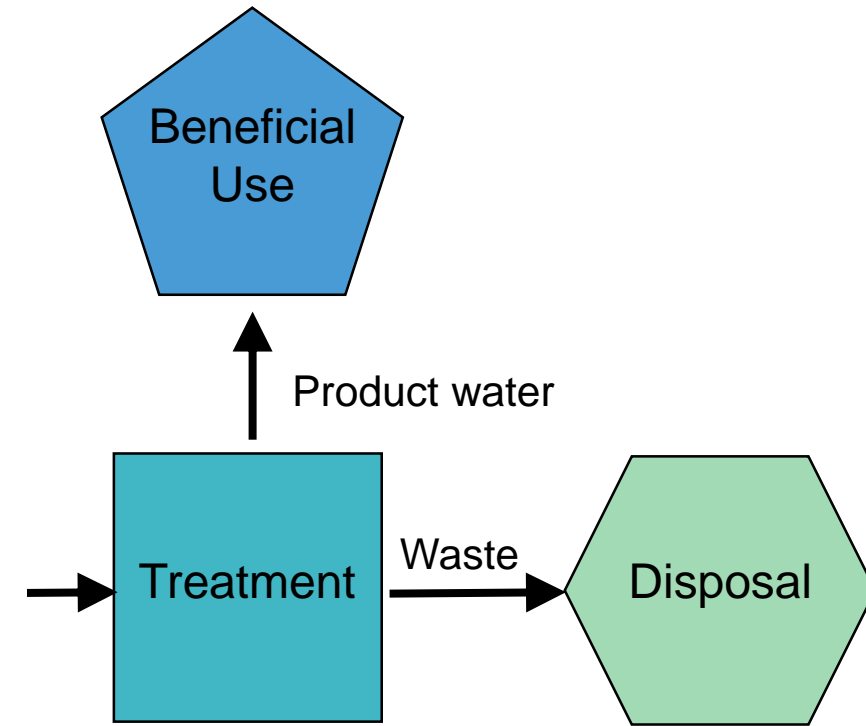 Beneficial
Use
Product water
Treatment
Waste
Disposal